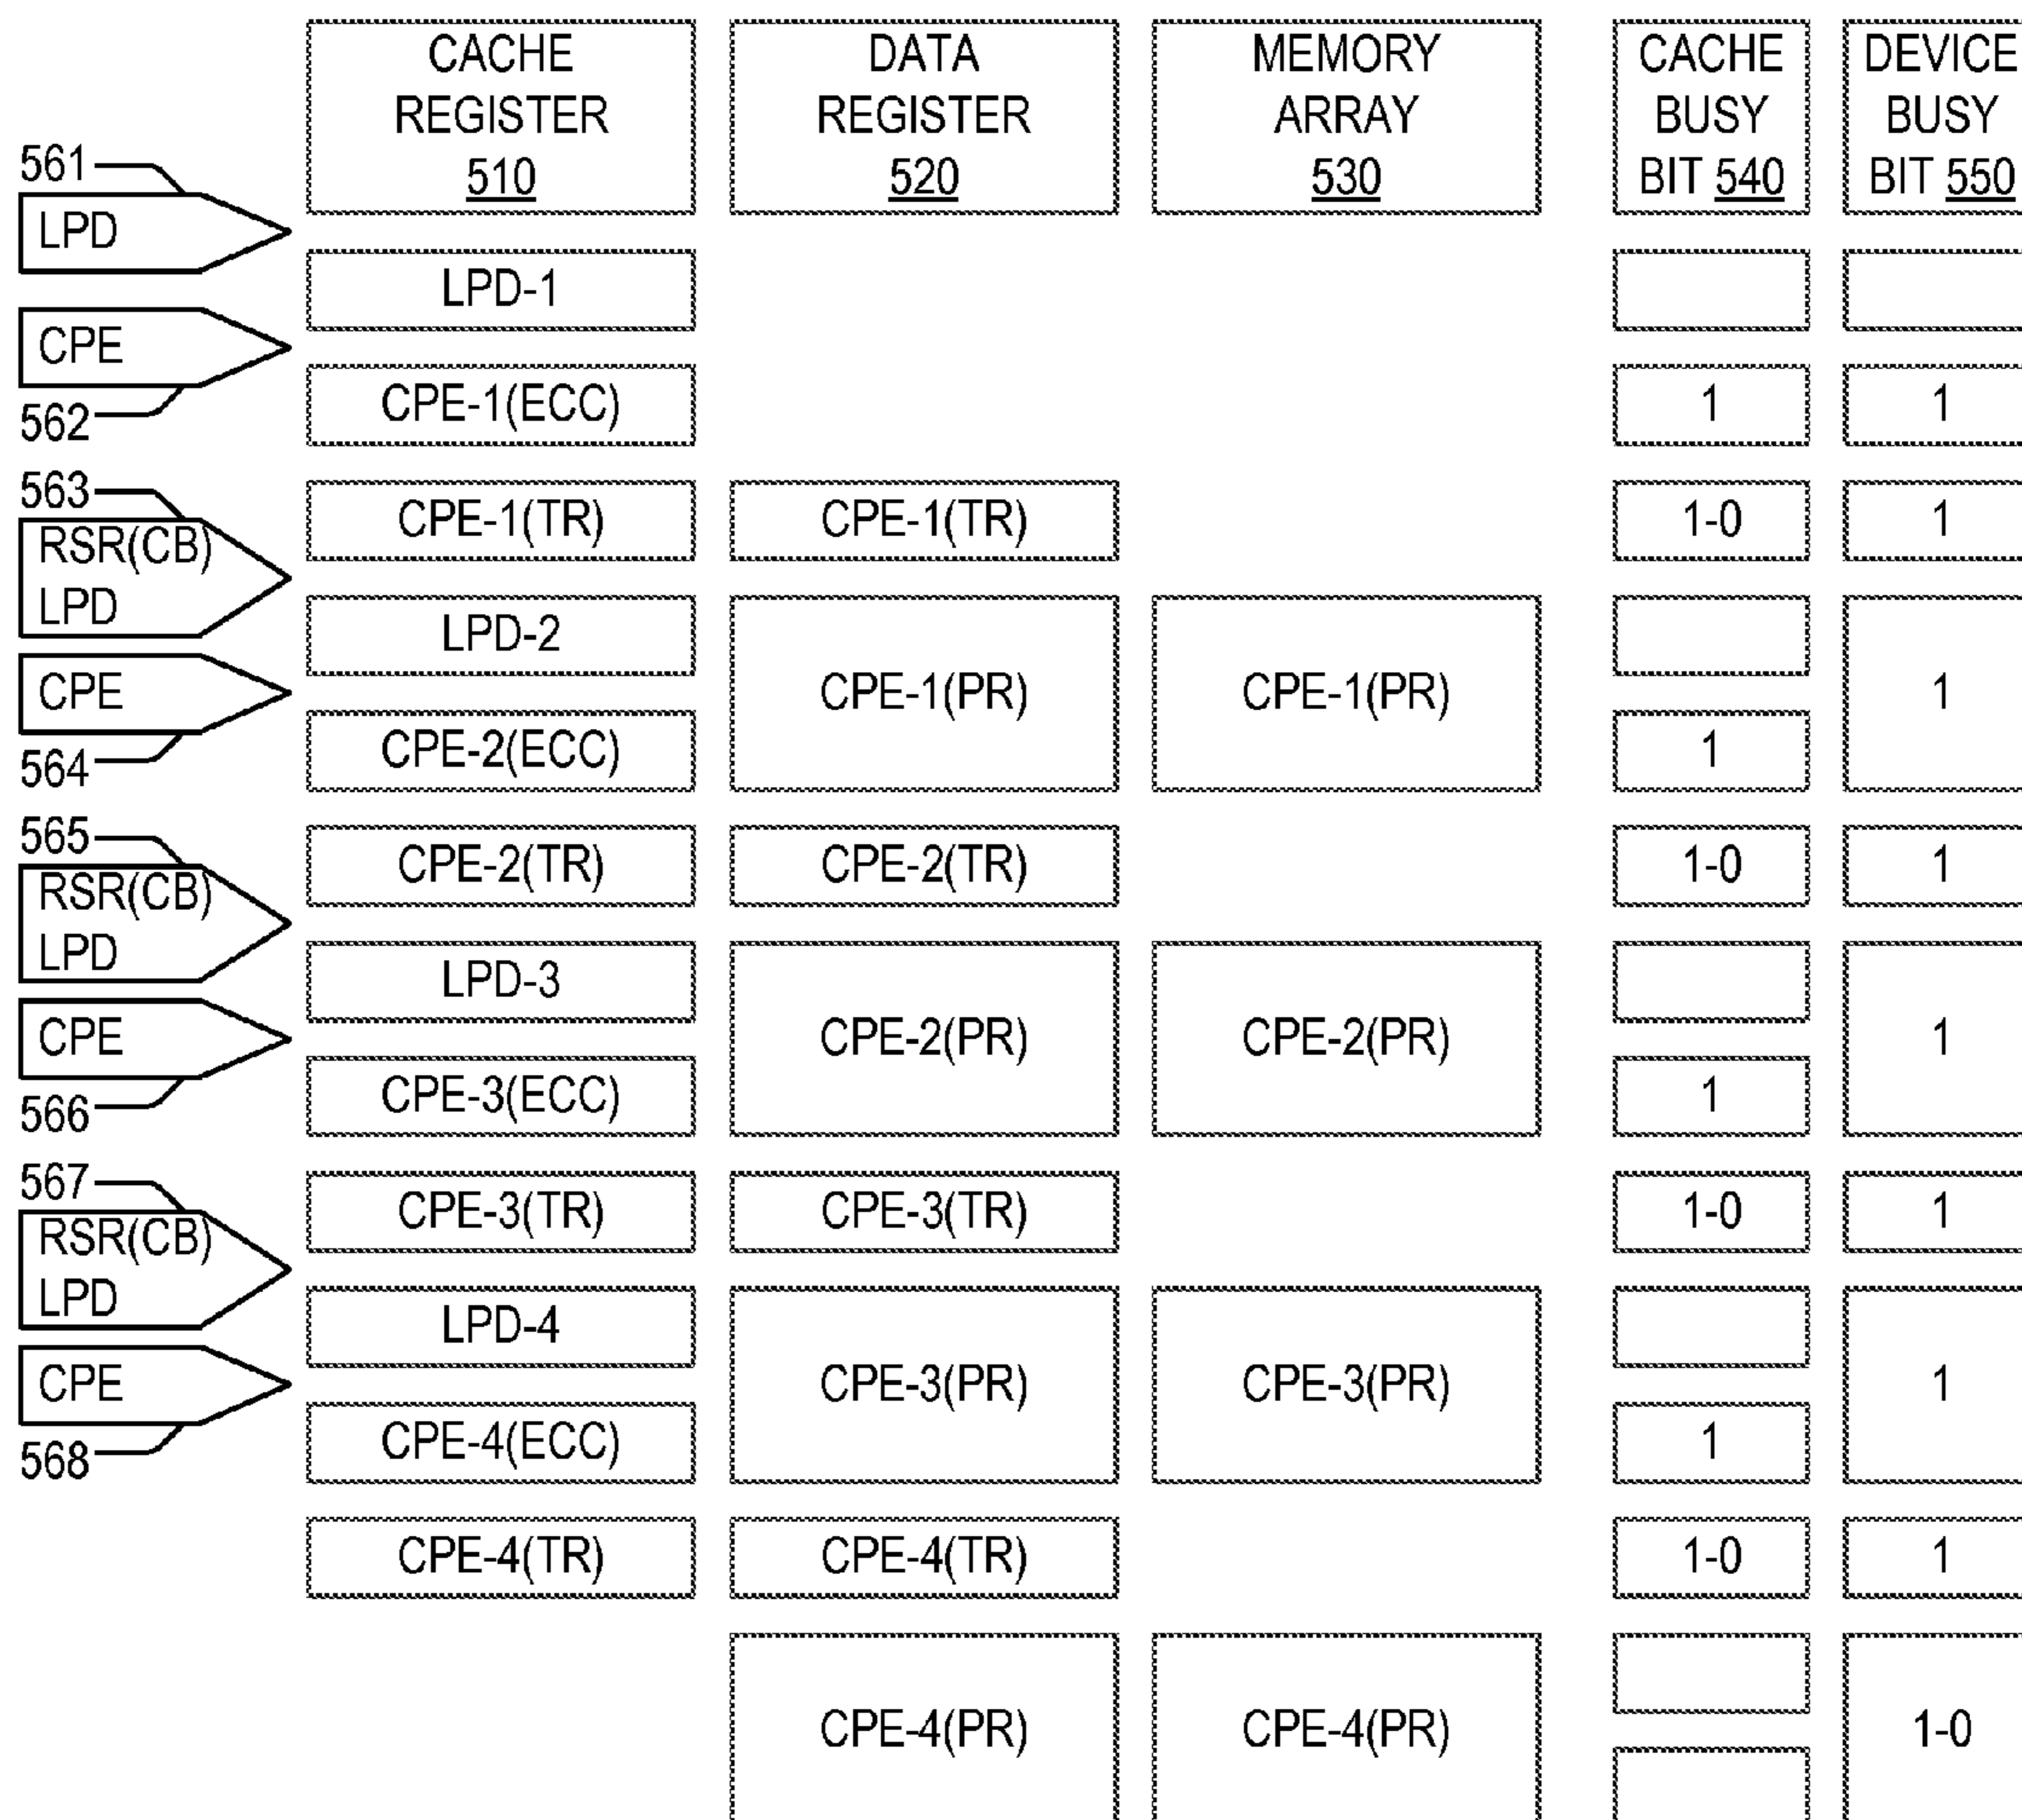 CACHE
REGISTER
510
DATA
REGISTER
520
MEMORY
ARRAY
530
CACHE
BUSY
BIT 540
DEVICE
BUSY
BIT 550
561
LPD
LPD-1
CPE
562
CPE-1(ECC)
1
1
563
CPE-1(TR)
CPE-1(TR)
1-0
1
RSR(CB)
LPD
LPD-2
CPE-1(PR)
CPE-1(PR)
1
CPE
564
CPE-2(ECC)
1
565
CPE-2(TR)
CPE-2(TR)
1-0
1
RSR(CB)
LPD
LPD-3
CPE-2(PR)
CPE-2(PR)
1
CPE
566
CPE-3(ECC)
1
567
CPE-3(TR)
CPE-3(TR)
1-0
1
RSR(CB)
LPD
LPD-4
CPE-3(PR)
CPE-3(PR)
1
CPE
568
CPE-4(ECC)
1
CPE-4(TR)
CPE-4(TR)
1-0
1
CPE-4(PR)
CPE-4(PR)
1-0